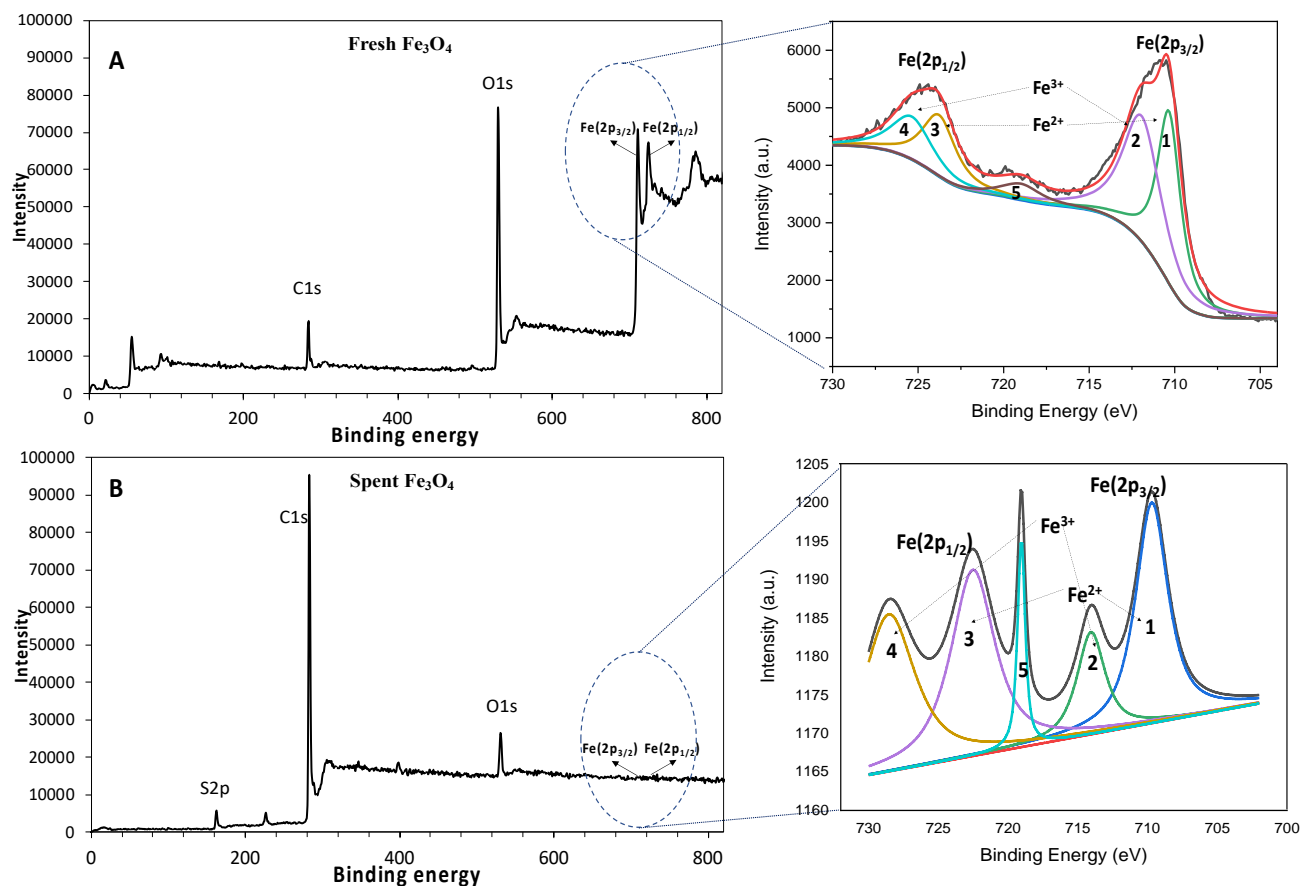 A
Fresh Fe₃O₄
Intensity
100000
90000
80000
70000
60000
50000
40000
30000
20000
10000
0
C1s
O1s
Fe(2p₃/₂)
Fe(2p₁/₂)
0
200
400
600
800
Binding energy
Intensity (a.u.)
6000
5000
4000
3000
2000
1000
Fe(2p₁/₂)
Fe(2p₃/₂)
Fe³⁺
Fe²⁺
4
3
5
2
1
730
725
720
715
710
705
Binding Energy (eV)
B
Spent Fe₃O₄
Intensity
100000
90000
80000
70000
60000
50000
40000
30000
20000
10000
0
S2p
C1s
O1s
Fe(2p₃/₂)
Fe(2p₁/₂)
0
200
400
600
800
Binding energy
Intensity (a.u.)
1205
1200
1195
1190
1185
1180
1175
1170
1165
1160
Fe(2p₃/₂)
Fe³⁺
Fe(2p₁/₂)
Fe²⁺
4
3
5
2
1
730
725
720
715
710
705
700
Binding Energy (eV)